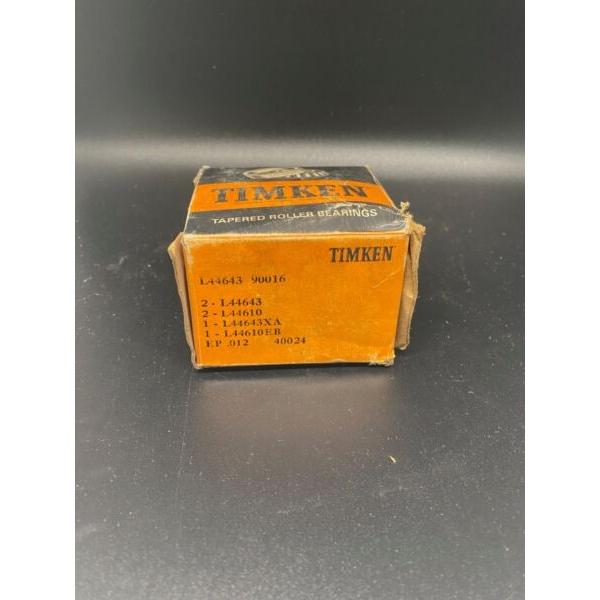 TIMKEN
TAPERED ROLLER BEARINGS
TIMKEN
L44643 90016
2 - L44643
2 - L44610
1 - L44643XA
1 - L44610EB
EP .012 40024